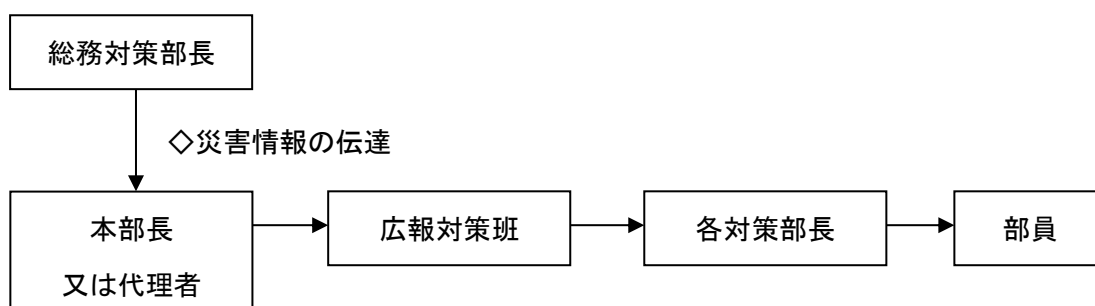 総務対策部長
◇災害情報の伝達
本部長
又は代理者
広報対策班
各対策部長
部員